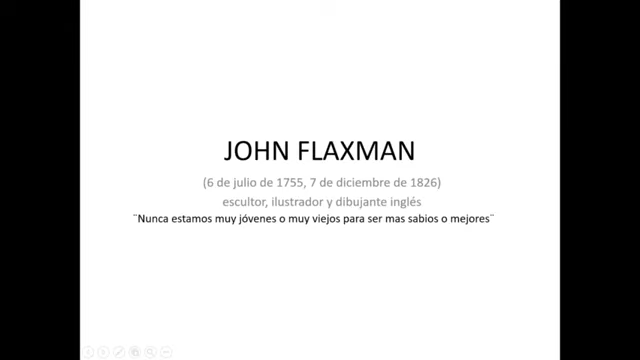 JOHN FLAXMAN
(6 de julio de 1755, 7 de diciembre de 1826)
escultor, ilustrador y dibujante inglés
¨Nunca estamos muy jóvenes o muy viejos para ser mas sabios o mejores¨